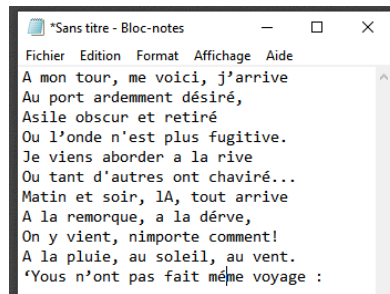 *Sans titre - Bloc-notes
Fichier Edition Format Affichage Aide
A mon tour, me voici, j’arrive
Au port ardemment désiré,
Asile obscur et retiré
Ou l’onde n'est plus fugitive.
Je viens aborder a la rive
Ou tant d'autres ont chaviré...
Matin et soir, lA, tout arrive
A la remorque, a la dérve,
On y vient, nimporte comment!
A la pluie, au soleil, au vent.
‘Yous n’ont pas fait méme voyage :